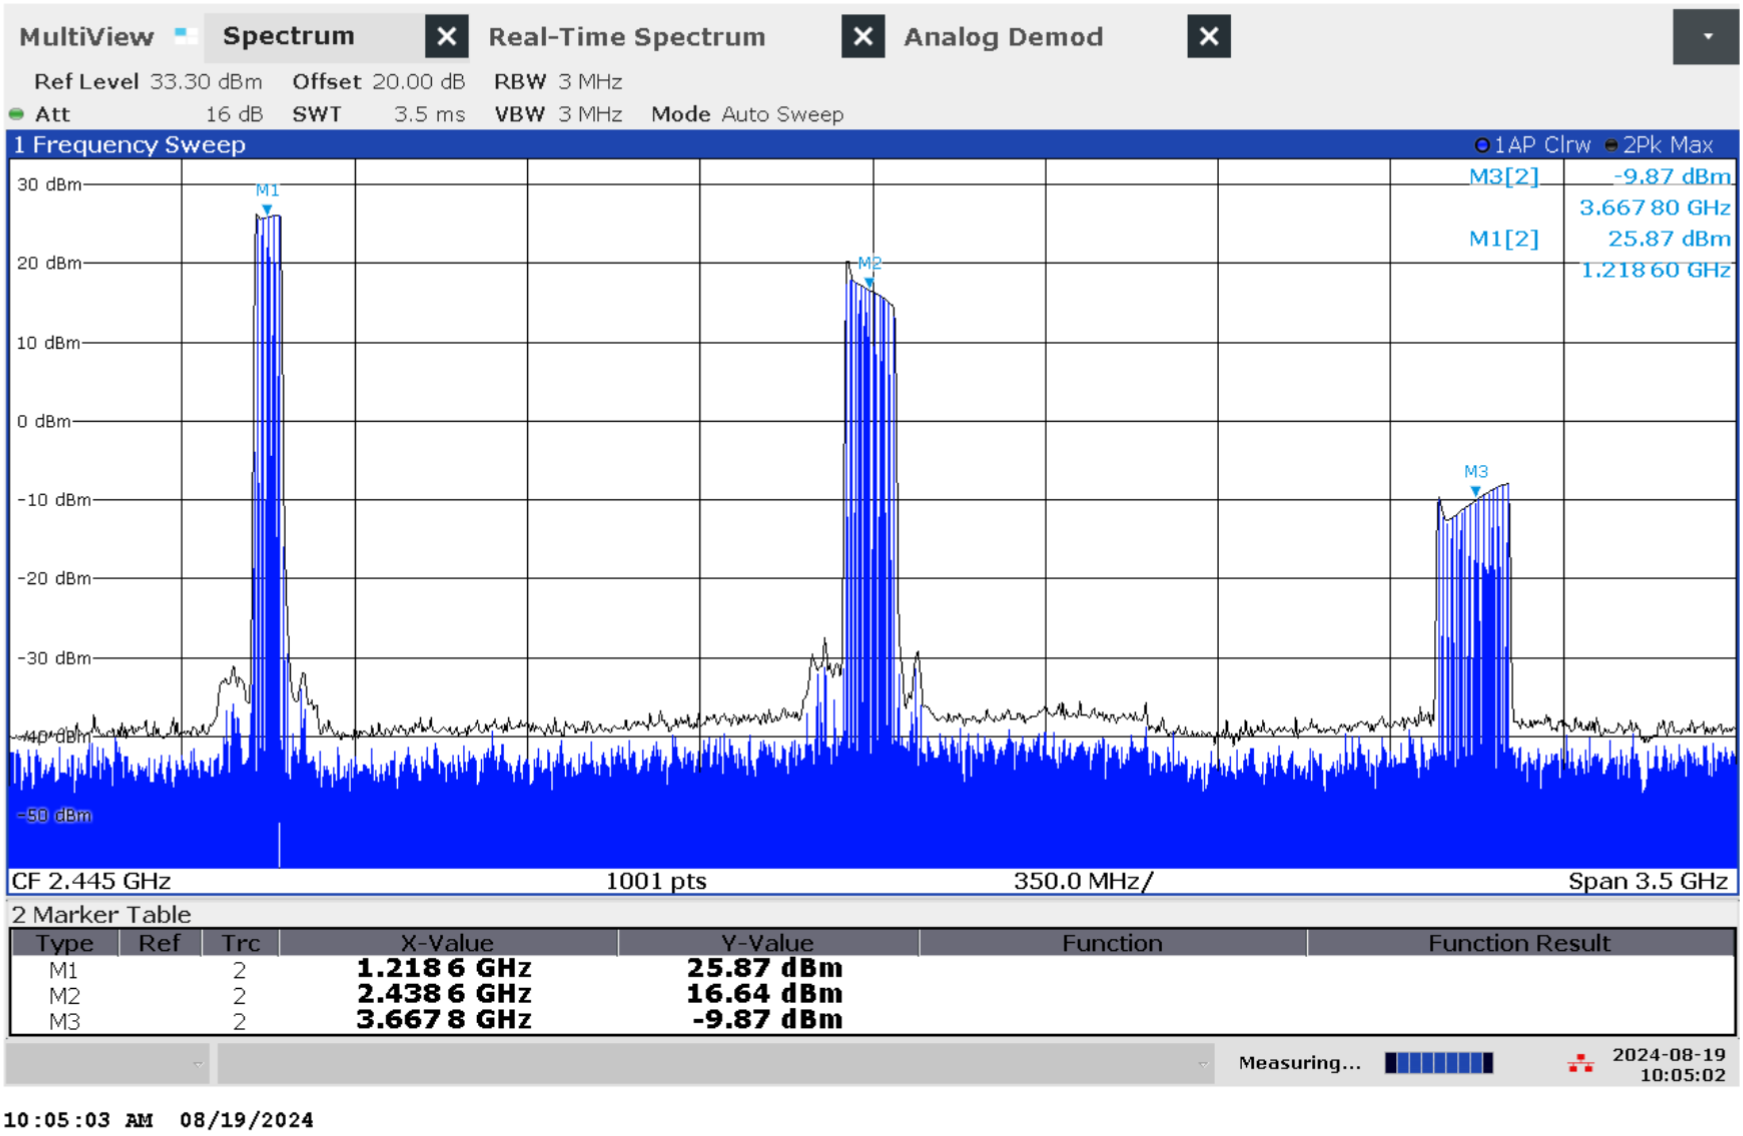 MultiView Spectrum Real-Time Spectrum Analog Demod
Ref Level 33.30 dBm Offset 20.00 dB RBW 3 MHz
Att 16 dB SWT 3.5 ms VBW 3 MHz Mode Auto Sweep
1 Frequency Sweep 1AP Clrw 2Pk Max
30 dBm M1 M3[2] -9.87 dBm
3.667 80 GHz
M1[2] 25.87 dBm
20 dBm M2 1.218 60 GHz
10 dBm
0 dBm
M3
-10 dBm
-20 dBm
-30 dBm
-40 dBm
-50 dBm
CF 2.445 GHz 1001 pts 350.0 MHz/ Span 3.5 GHz
2 Marker Table
Type Ref Trc X-Value Y-Value Function Function Result
M1 2 1.218 6 GHz 25.87 dBm
M2 2 2.438 6 GHz 16.64 dBm
M3 2 3.667 8 GHz -9.87 dBm
Measuring... 2024-08-19
10:05:02
10:05:03 AM 08/19/2024